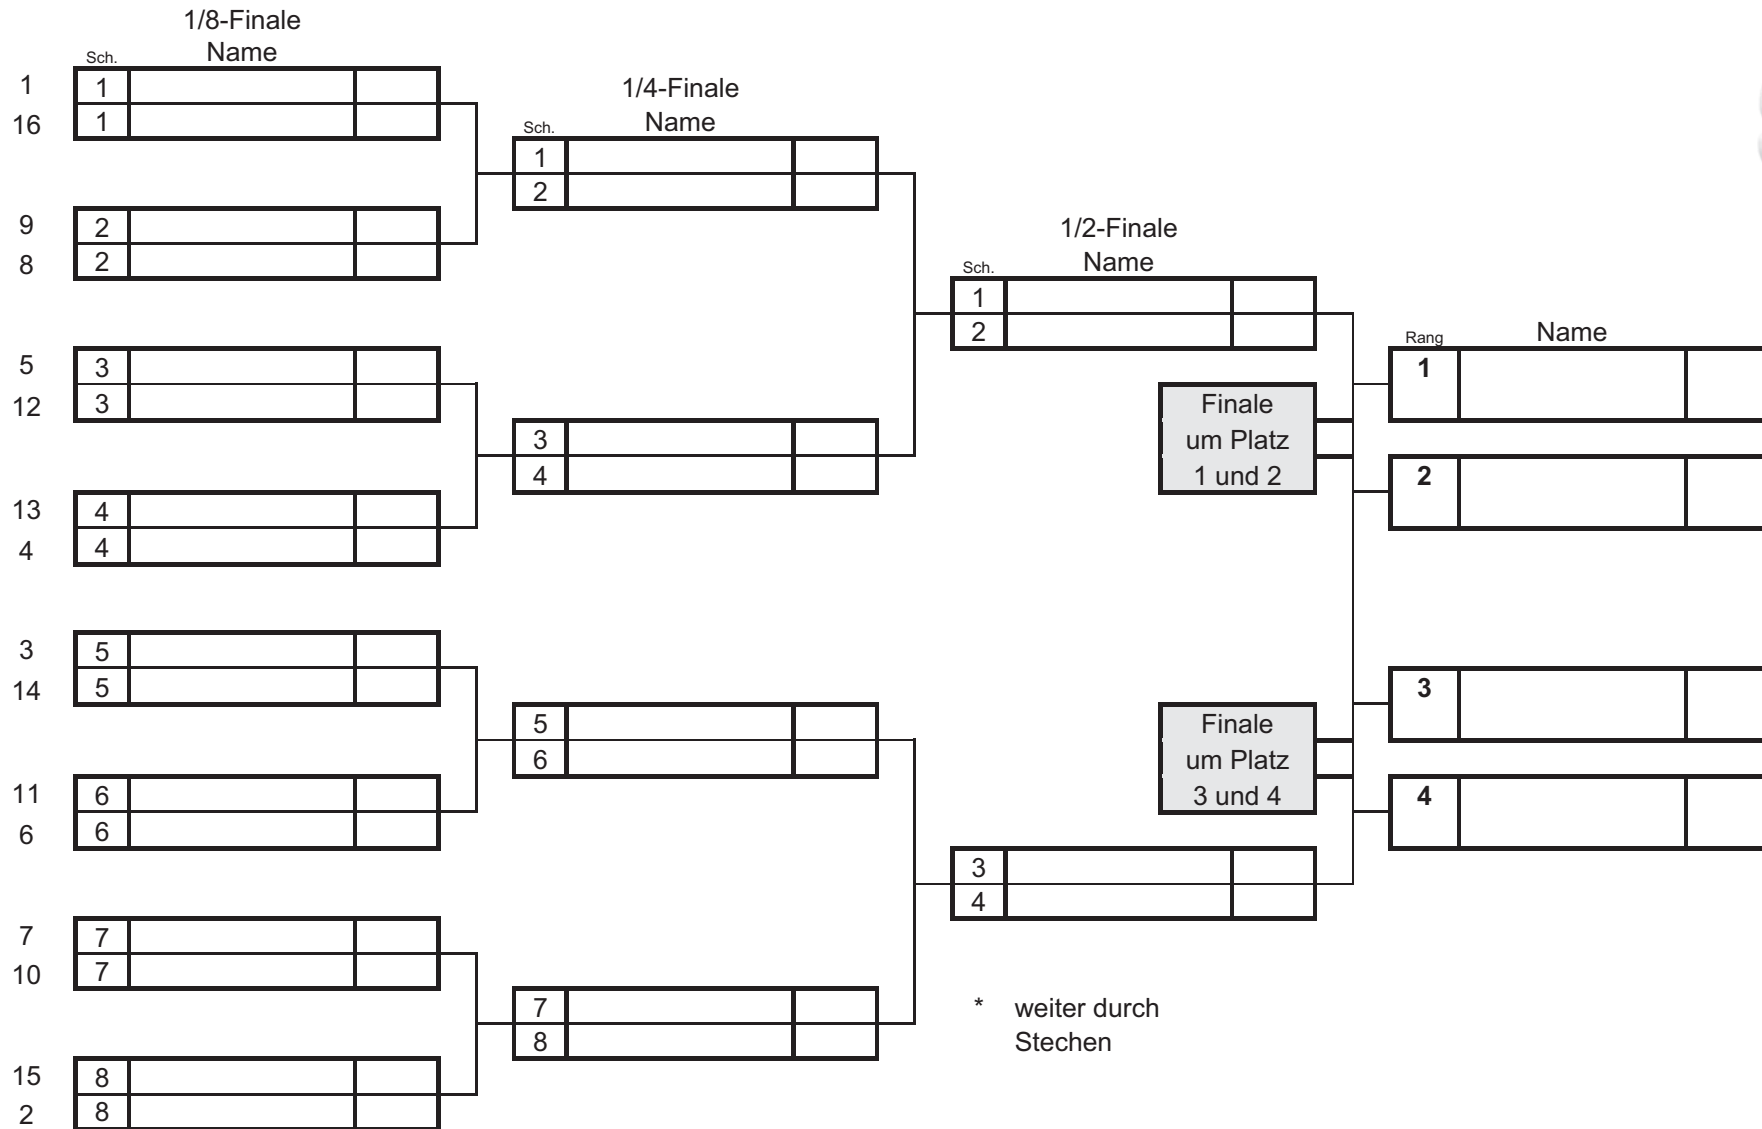 1/8-Finale
Sch. Name
1 1
16 1
9 2
8 2
5 3
12 3
13 4
4 4
3 5
14 5
11 6
6 6
7 7
10 7
15 8
2 8
1/4-Finale
Sch. Name
1
2
3
4
5
6
7
8
1/2-Finale
Sch. Name
1
2
Finale
um Platz
1 und 2
Finale
um Platz
3 und 4
3
4
* weiter durch
Stechen
Rang Name
1
2
3
4